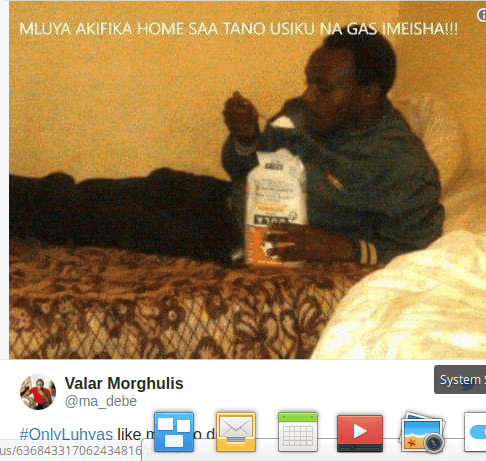 MLUYA AKIFIKA HOME SAA TANO USIKU NA GAS IMEISHA!!!
Valar Morghulis
@ma_debe
#OnlyLuhyas like
us/636843317062434816
System